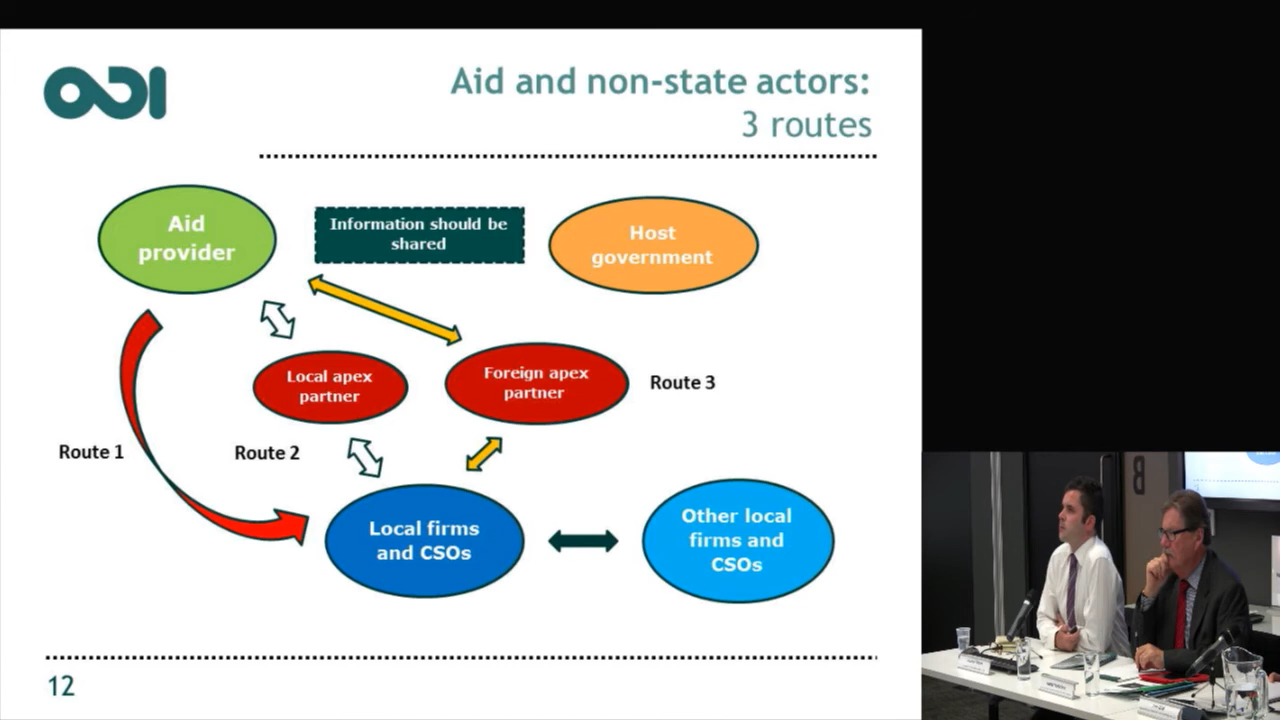 ODI
Aid and non-state actors:
3 routes
Aid
provider
Information should be
shared
Host
government
Local apex
partner
Foreign apex
partner
Route 3
Route 1
Route 2
Local firms
and CSOs
Other local
firms and
CSOs
12